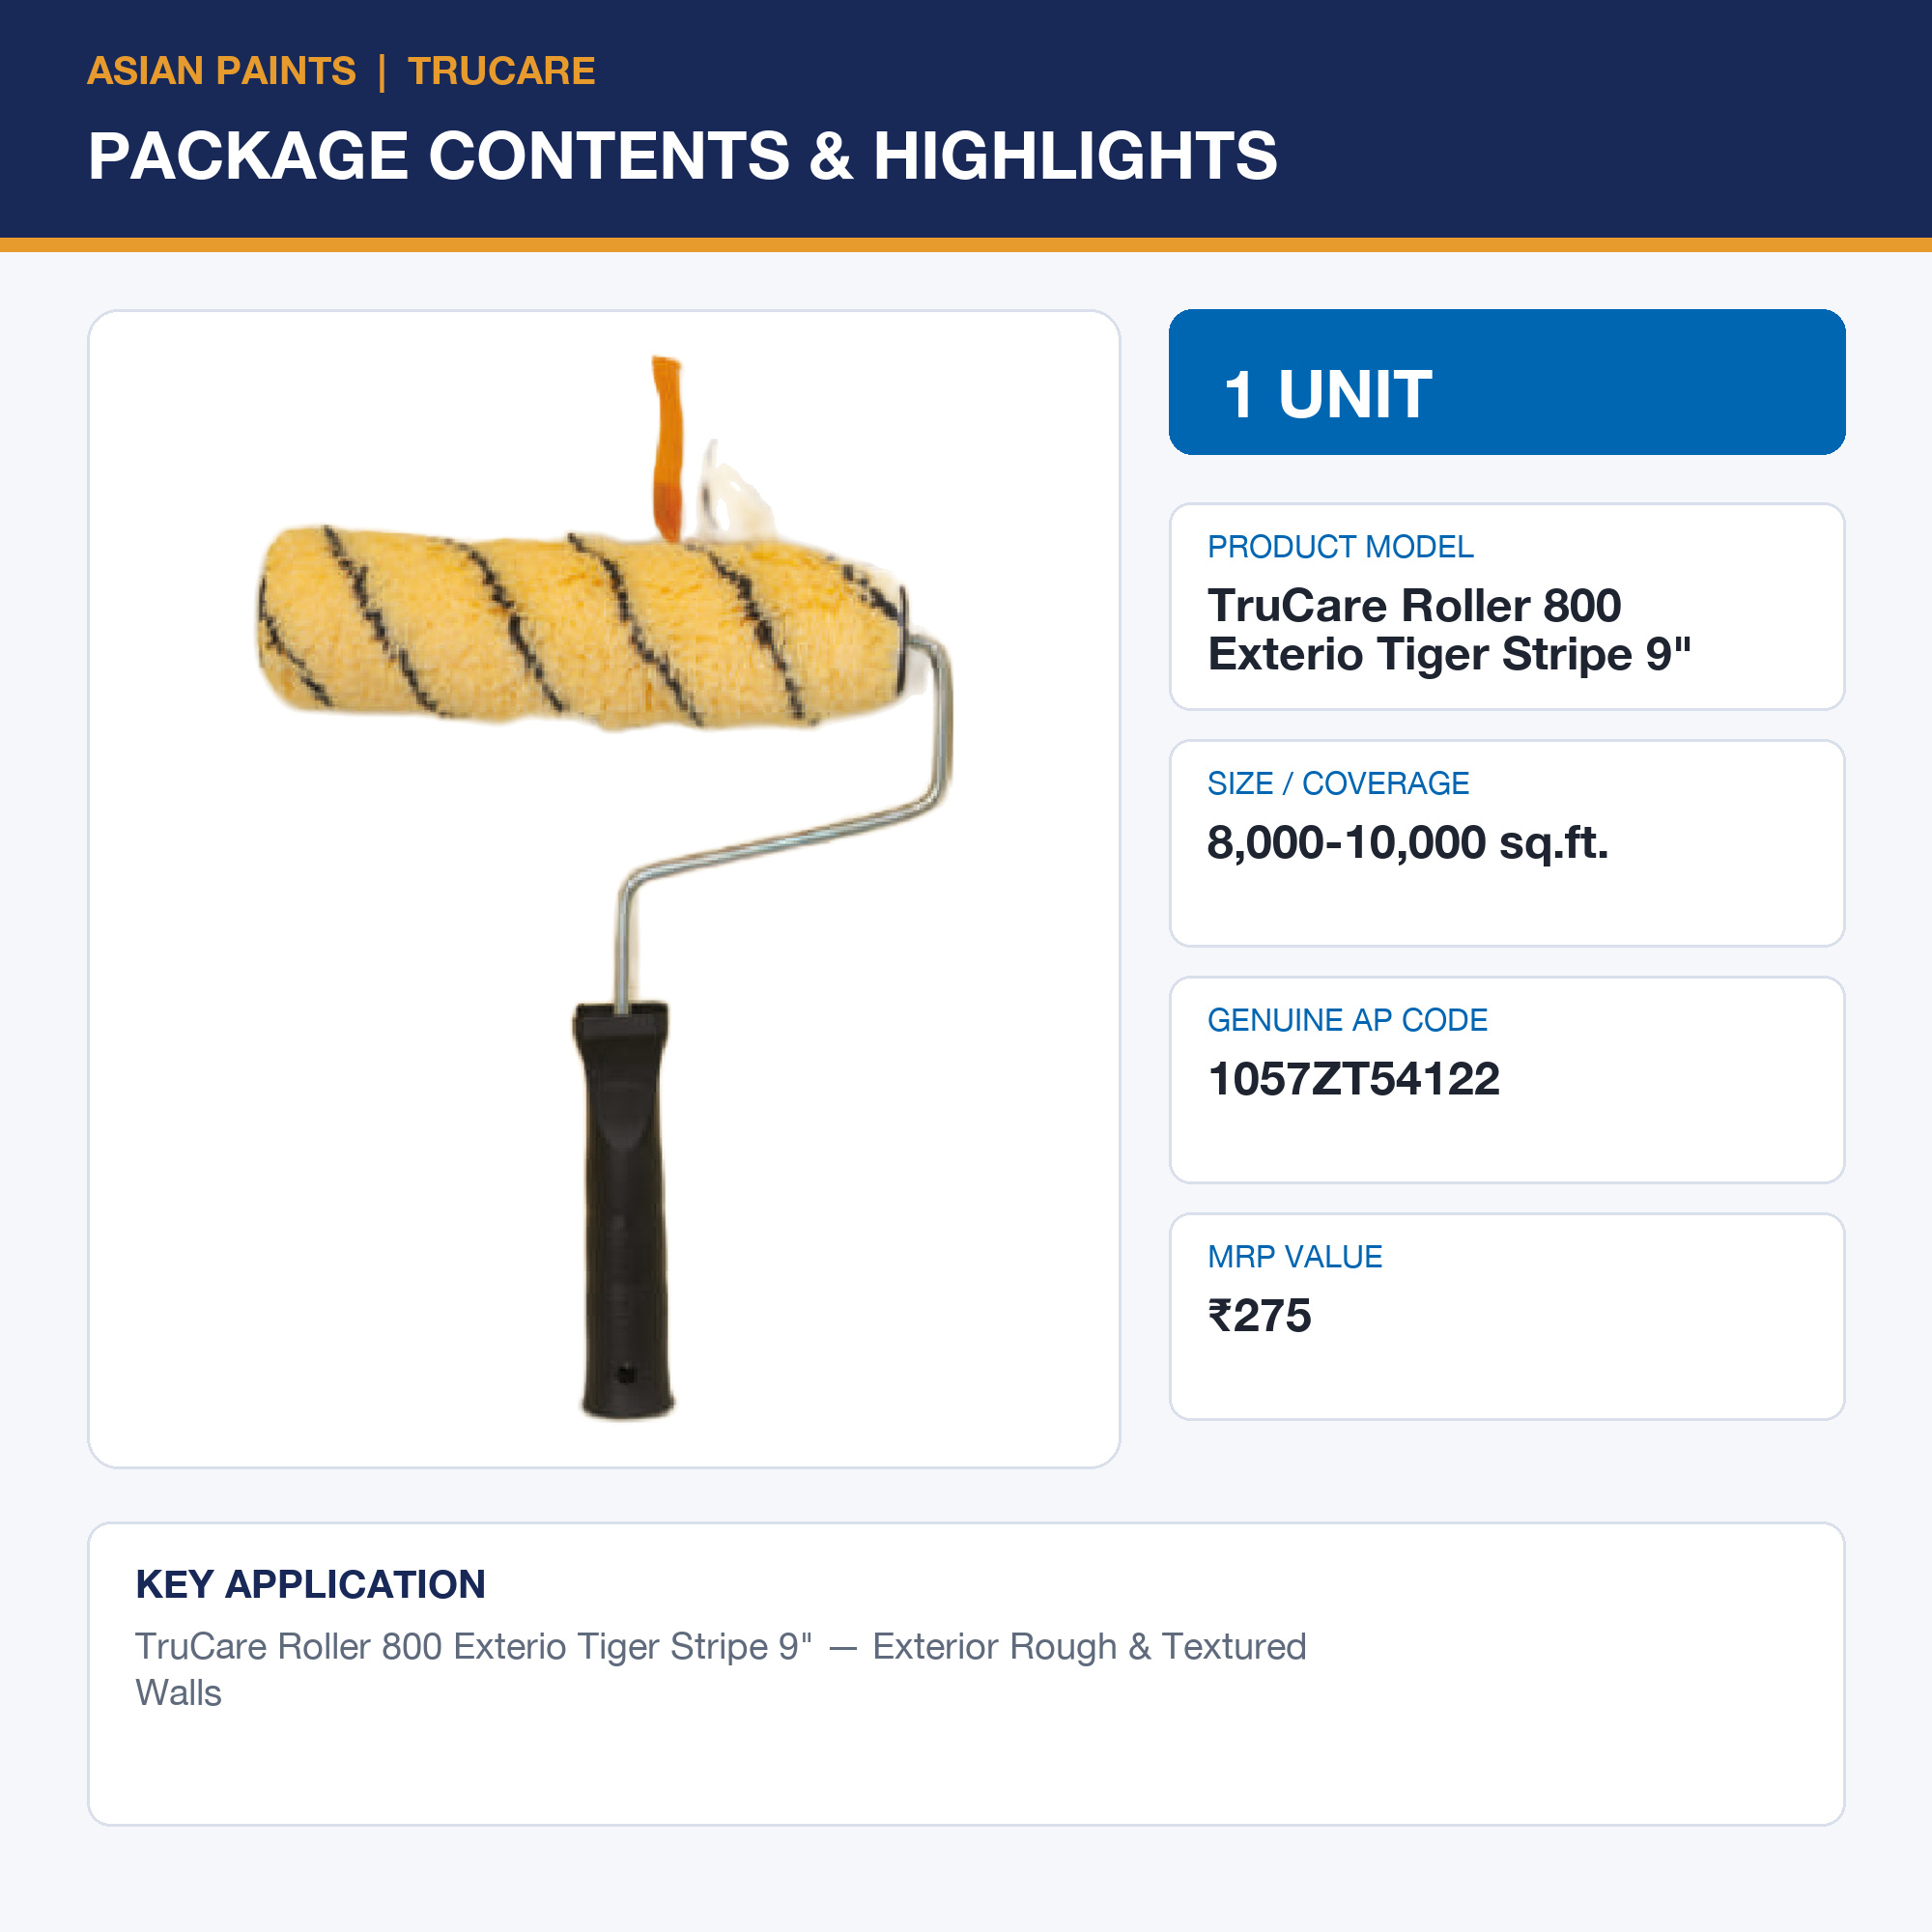 ASIAN PAINTS | TRUCARE
PACKAGE CONTENTS & HIGHLIGHTS
1 UNIT
PRODUCT MODEL
TruCare Roller 800
Exterio Tiger Stripe 9"
SIZE / COVERAGE
8,000-10,000 sq.ft.
GENUINE AP CODE
1057ZT54122
MRP VALUE
₹275
KEY APPLICATION
TruCare Roller 800 Exterio Tiger Stripe 9" — Exterior Rough & Textured
Walls